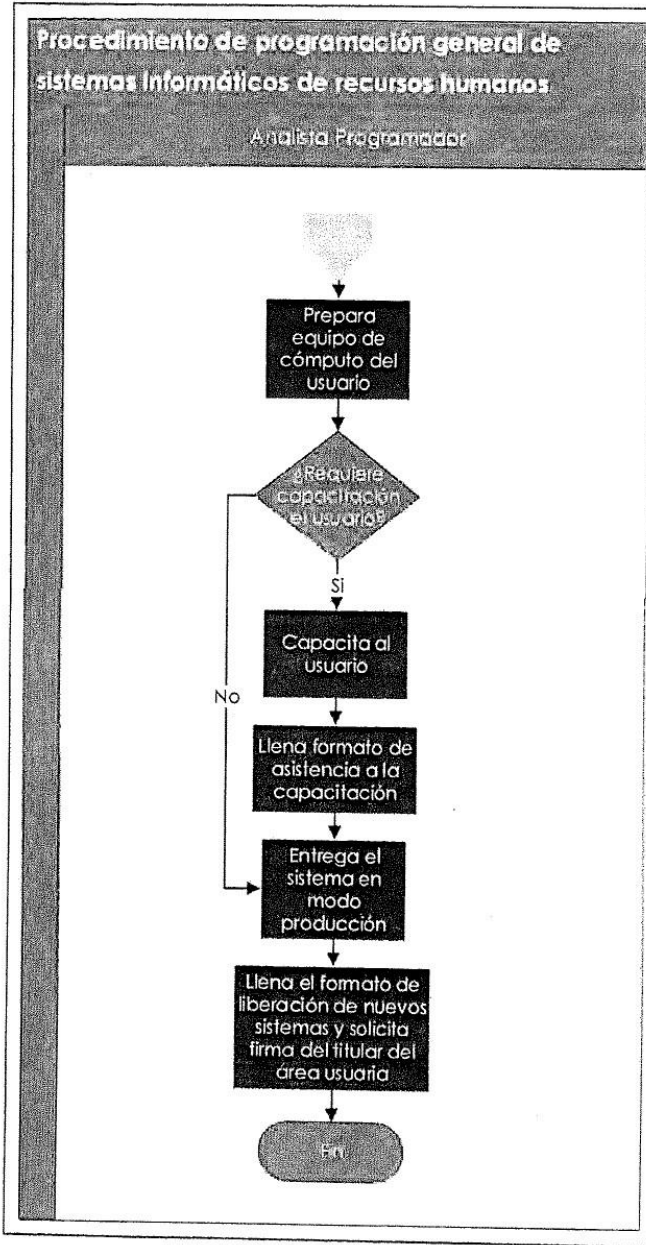 Procedimiento de programación general de
sistemas informáticos de recursos humanos
Analista Programador
Prepara
equipo de
cómputo del
usuario
¿Requiere
capacitación
el usuario?
Si
Capacita al
usuario
No
Llena formato de
asistencia a la
capacitación
Entrega el
sistema en
modo
producción
Llena el formato de
liberación de nuevos
sistemas y solicita
firma del titular del
área usuaria
Fin